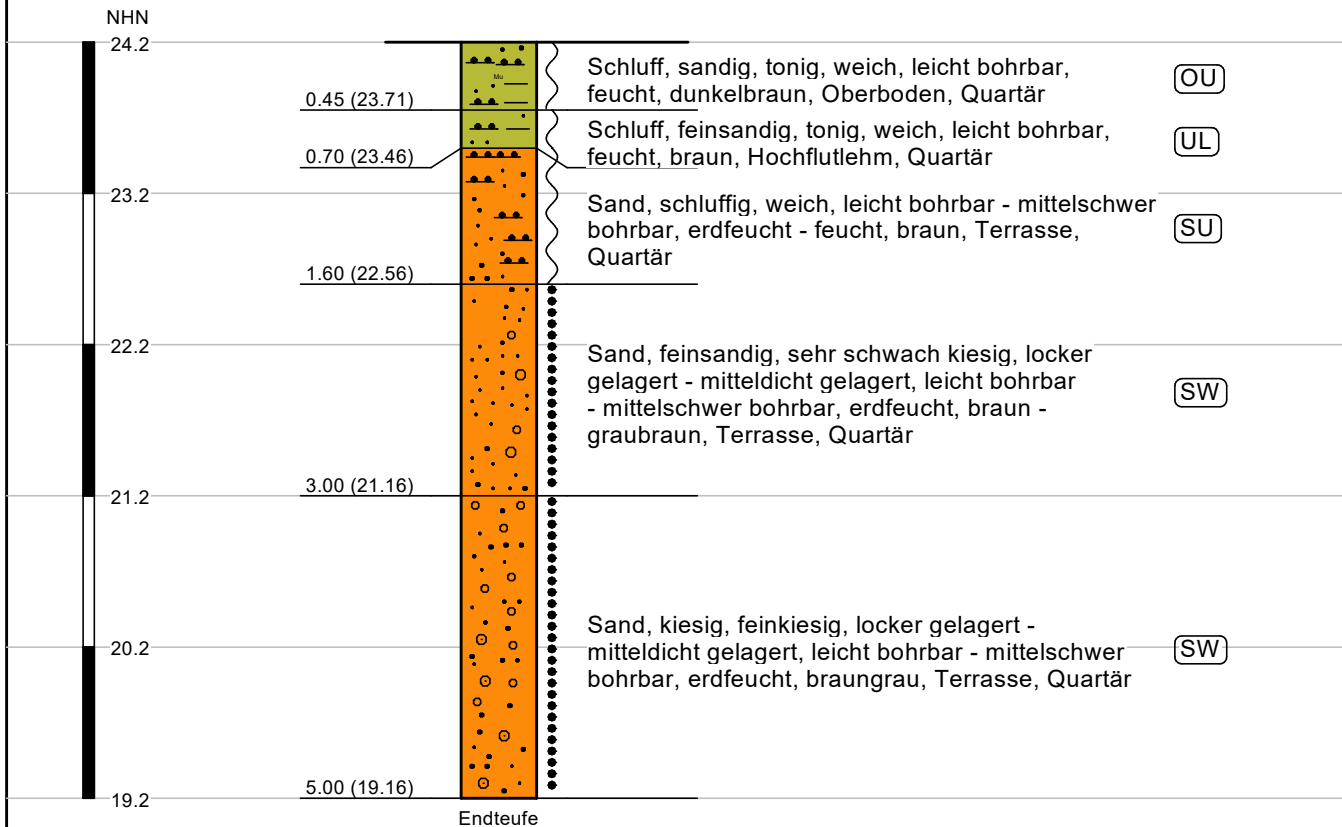 NHN
24.2
Mu
Schluff, sandig, tonig, weich, leicht bohrbar,
feucht, dunkelbraun, Oberboden, Quartär
OU
0.45 (23.71)
Schluff, feinsandig, tonig, weich, leicht bohrbar,
feucht, braun, Hochflutlehm, Quartär
UL
0.70 (23.46)
23.2
Sand, schluffig, weich, leicht bohrbar - mittelschwer
bohrbar, erdfeucht - feucht, braun, Terrasse,
Quartär
SU
1.60 (22.56)
22.2
Sand, feinsandig, sehr schwach kiesig, locker
gelagert - mitteldicht gelagert, leicht bohrbar
- mittelschwer bohrbar, erdfeucht, braun -
graubraun, Terrasse, Quartär
SW
3.00 (21.16)
21.2
Sand, kiesig, feinkiesig, locker gelagert -
mitteldicht gelagert, leicht bohrbar - mittelschwer
bohrbar, erdfeucht, braungrau, Terrasse, Quartär
SW
20.2
5.00 (19.16)
19.2
Endteufe